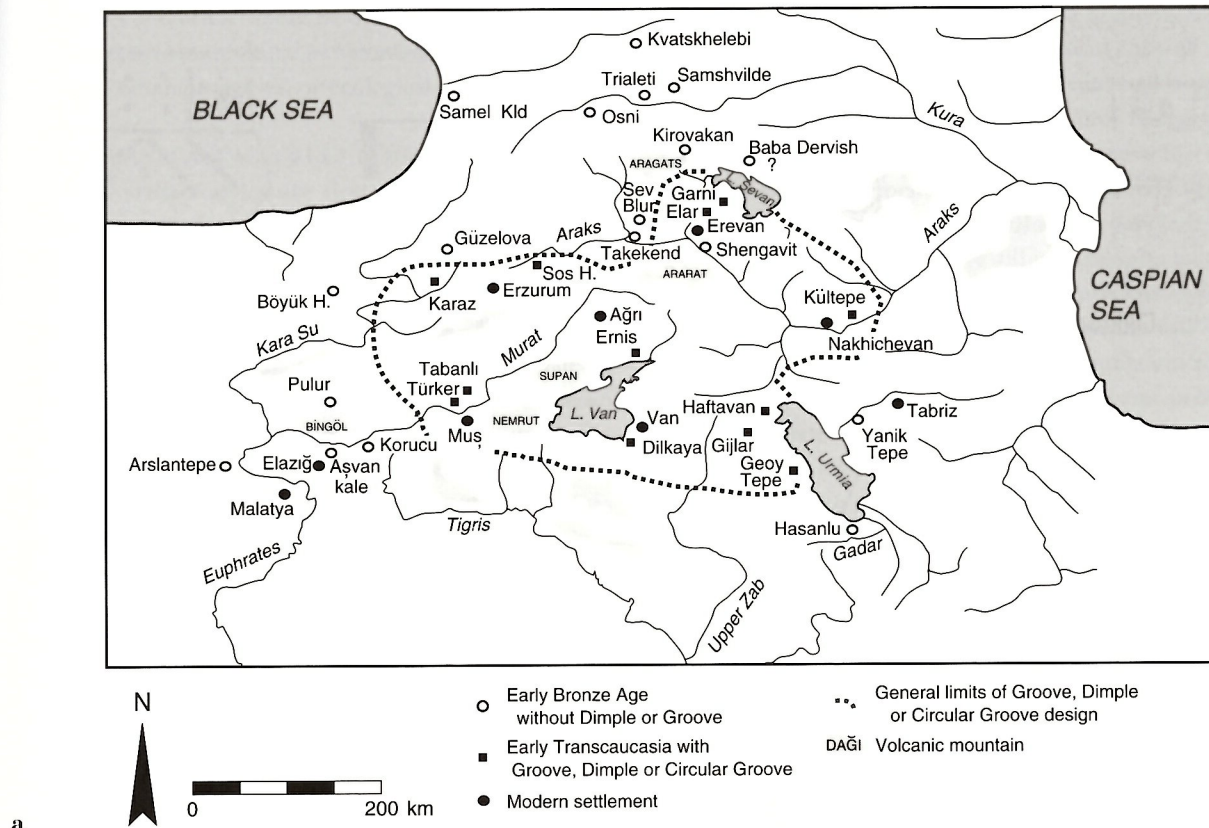 Kvatskhelebi
Trialeti
Samshvilde
BLACK SEA
Samel Kld
Osni
Kura
Kirovakan
Baba Dervish
?
ARAGATS
L. Sevan
Sev
Blur
Garni
Elar
Erevan
Araks
Araks
Güzelova
Takekend
Shengavit
ARARAT
Sos H.
CASPIAN
SEA
Böyük H.
Karaz
Erzurum
Kültepe
Ağrı
Ernis
Nakhichevan
Kara Su
Murat
Tabanlı
Türker
SUPAN
Pulur
L. Van
Van
Haftavan
Tabriz
BİNGÖL
NEMRUT
Korucu
Muş
Dilkaya
Gijlar
Yanik
Tepe
L. Urmia
Arslantepe
Elazığ
Aşvan
kale
Geoy
Tepe
Malatya
Tigris
Hasanlu
Gadar
Euphrates
Upper Zab
N
Early Bronze Age
without Dimple or Groove
General limits of Groove, Dimple
or Circular Groove design
Early Transcaucasia with
Groove, Dimple or Circular Groove
DAĞI Volcanic mountain
Modern settlement
0 200 km
a